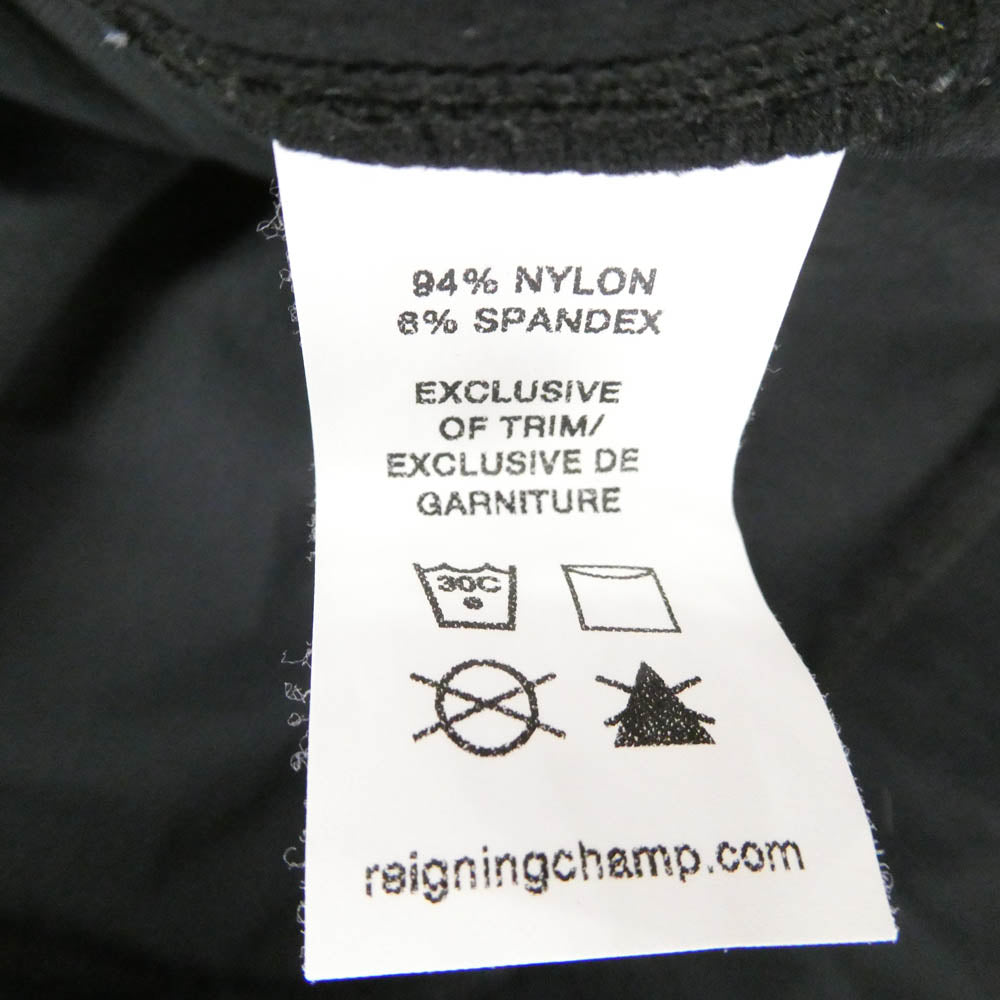 94% NYLON
6% SPANDEX
EXCLUSIVE
OF TRIM/
EXCLUSIVE DE
GARNITURE
30C
reigningchamp.com